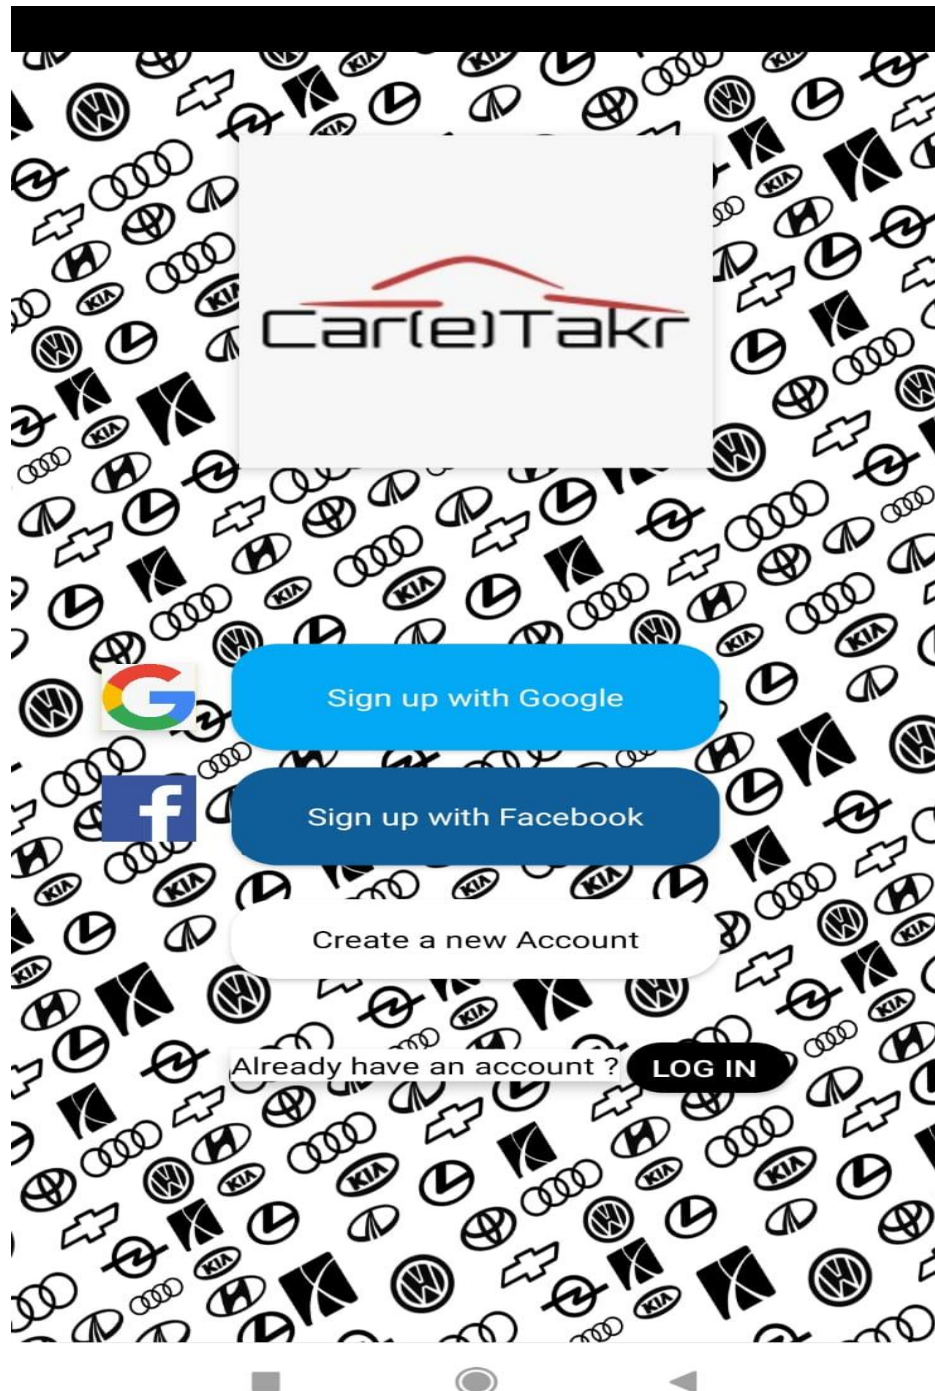 Car(e)Takr
Sign up with Google
Sign up with Facebook
Create a new Account
Already have an account ? LOG IN